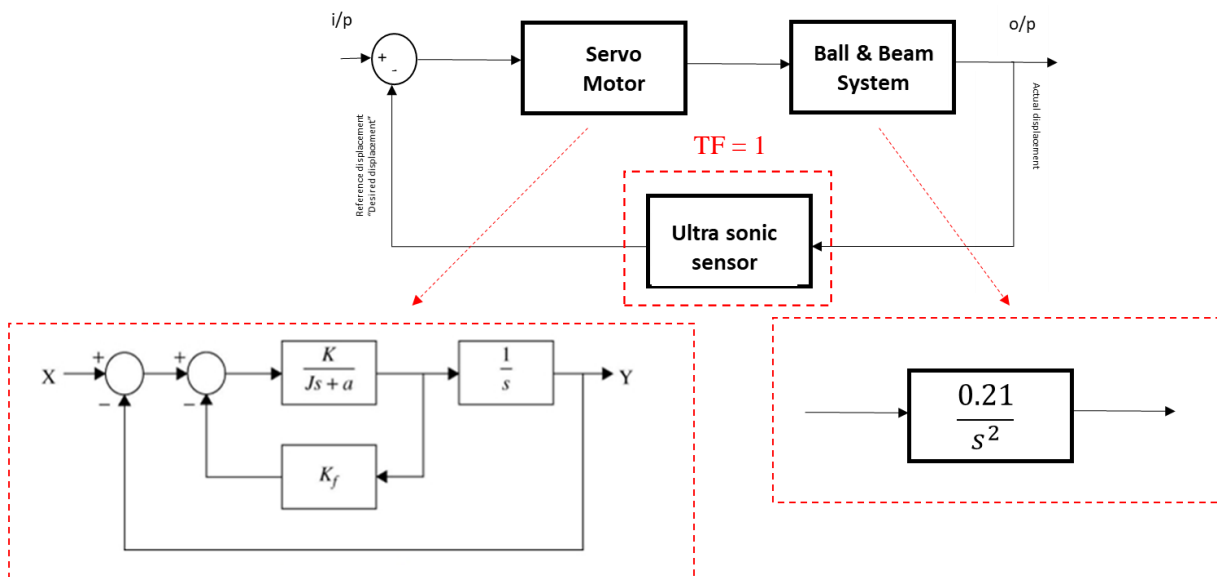 i/p
o/p
+
-
Servo
Motor
Ball & Beam
System
Reference displacement
“Desired displacement”
Actual displacement
TF = 1
Ultra sonic
sensor
X
+
−
+
−
K
Js + a
1
s
Y
K_f
0.21
s²